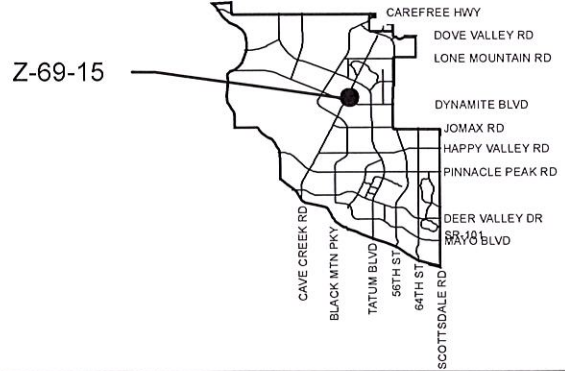 CAREFREE HWY
DOVE VALLEY RD
LONE MOUNTAIN RD
Z-69-15
DYNAMITE BLVD
JOMAX RD
HAPPY VALLEY RD
PINNACLE PEAK RD
DEER VALLEY DR
SR-101
MAYO BLVD
CAVE CREEK RD
BLACK MTN PKY
TATUM BLVD
56TH ST
64TH ST
SCOTTSDALE RD